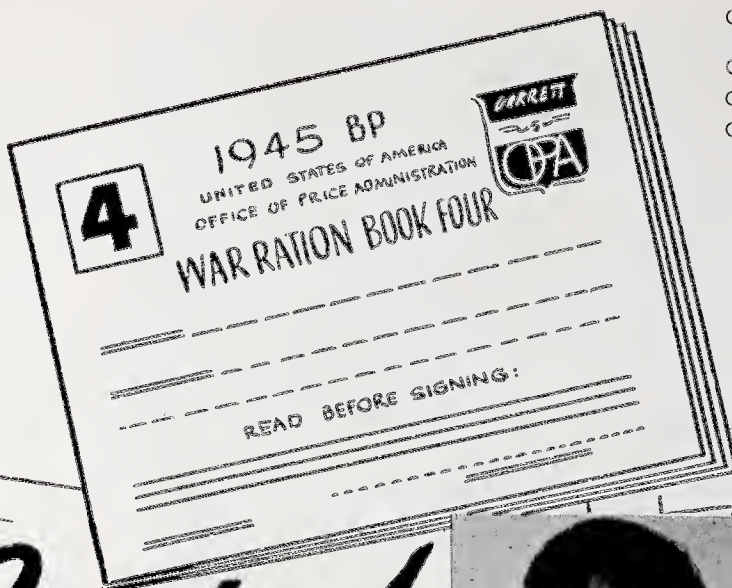 4
1945 BP
UNITED STATES OF AMERICA
OFFICE OF PRICE ADMINISTRATION
WAR RATION BOOK FOUR
GARRETT
OPA
READ BEFORE SIGNING: